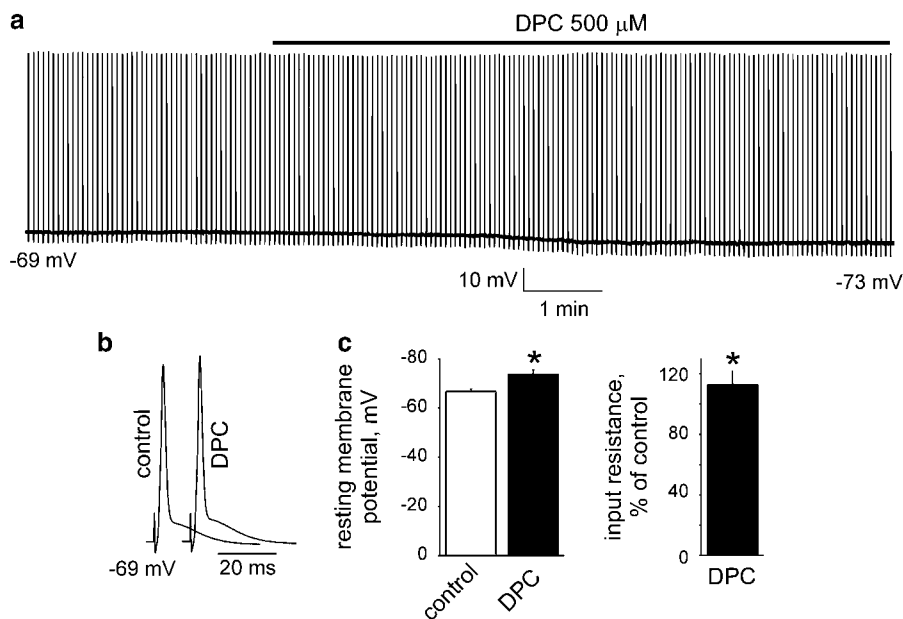 a
DPC 500 µM
-69 mV
10 mV
1 min
-73 mV
b
control
DPC
-69 mV
20 ms
c
resting membrane
potential, mV
-80
-60
-40
-20
0
*
control
DPC
input resistance,
% of control
120
80
40
0
*
DPC